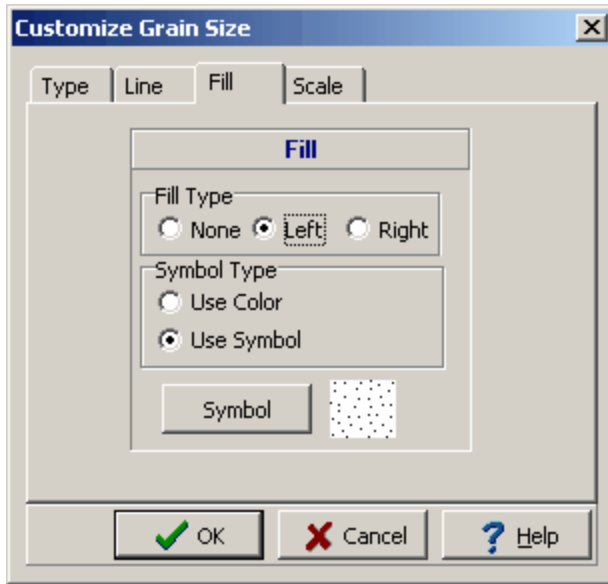 Customize Grain Size
Type Line Fill Scale
Fill
Fill Type
None Left Right
Symbol Type
Use Color
Use Symbol
Symbol
OK Cancel ? Help